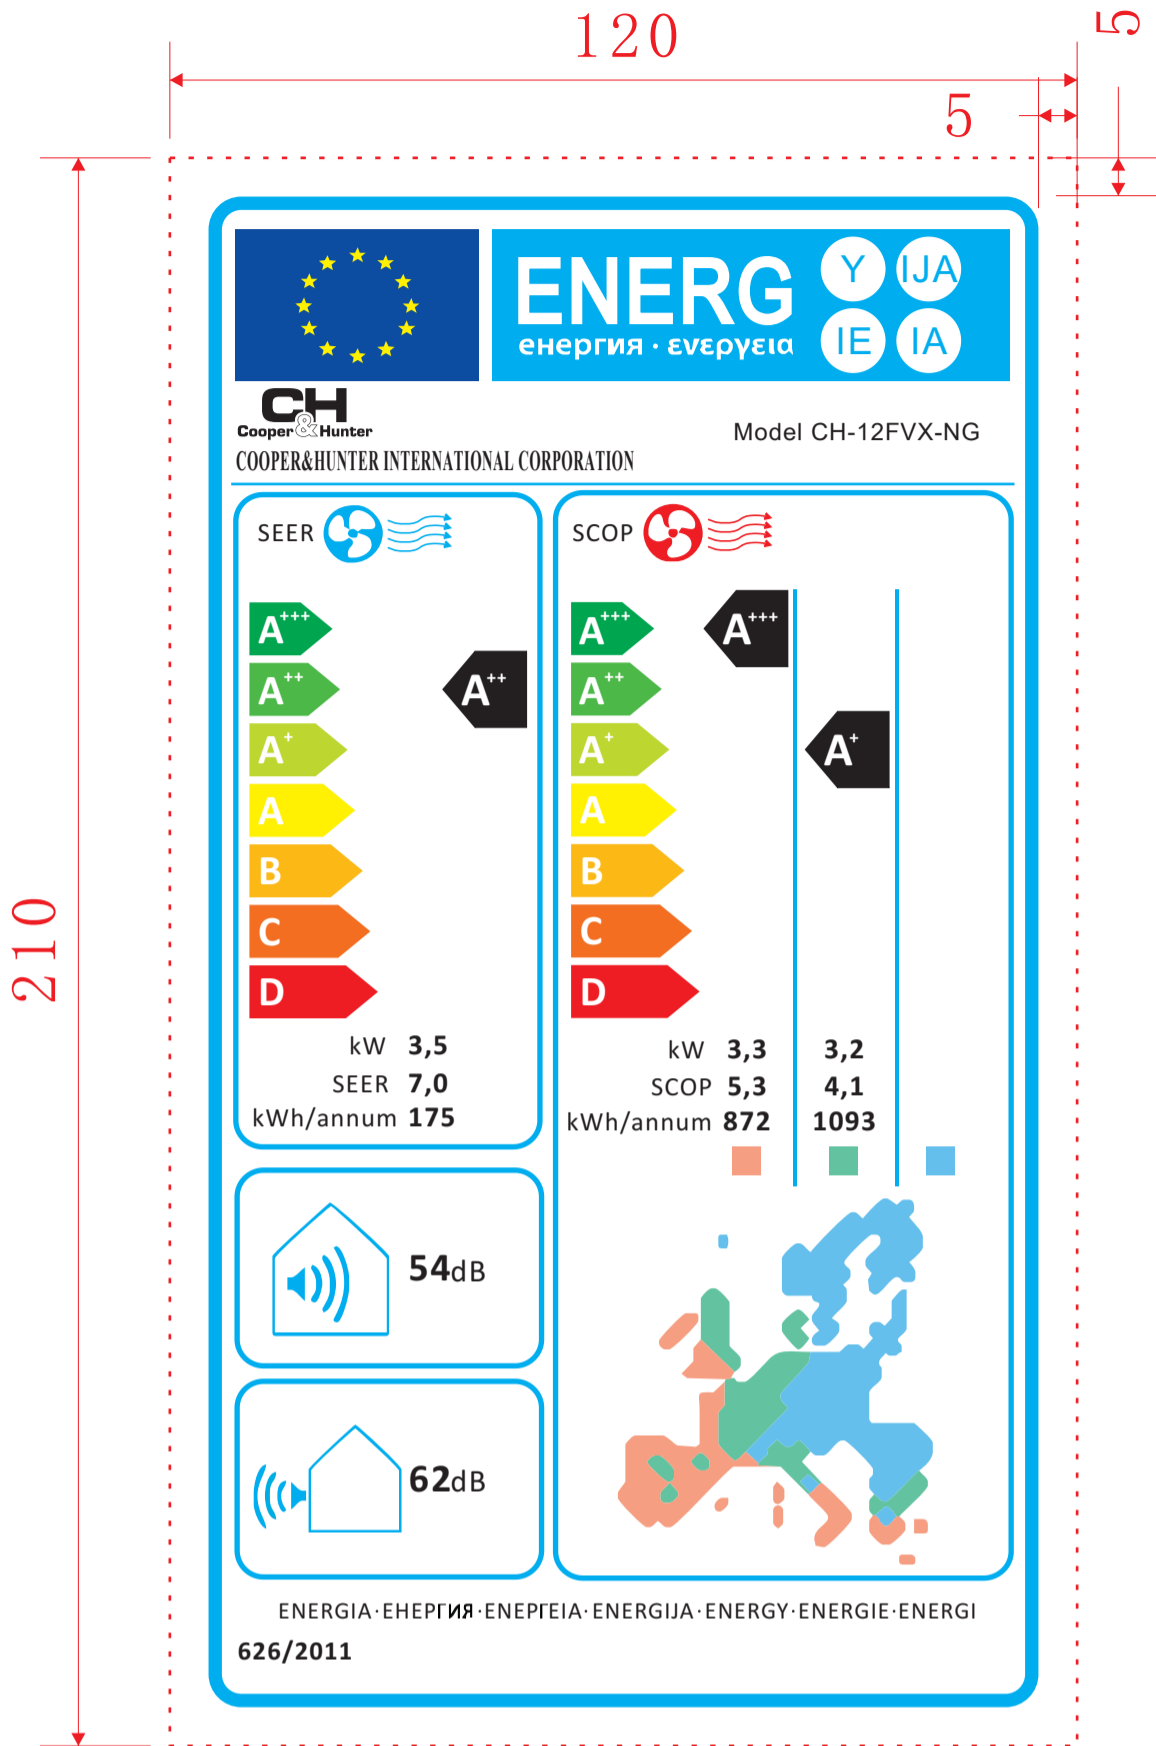 120
5
5
210
ENERG
енергия · ενεργεια
Y
IJA
IE
IA
CH
Cooper & Hunter
Model CH-12FVX-NG
COOPER&HUNTER INTERNATIONAL CORPORATION
SEER
A+++
A++
A+
A
B
C
D
A++
kW 3,5
SEER 7,0
kWh/annum 175
SCOP
A+++
A++
A+
A
B
C
D
A+++
A+
kW 3,3 3,2
SCOP 5,3 4,1
kWh/annum 872 1093
54dB
62dB
ENERGIA·ЕНЕРГИЯ·ΕΝΕΡΓΕΙΑ·ENERGIJA·ENERGY·ENERGIE·ENERGI
626/2011